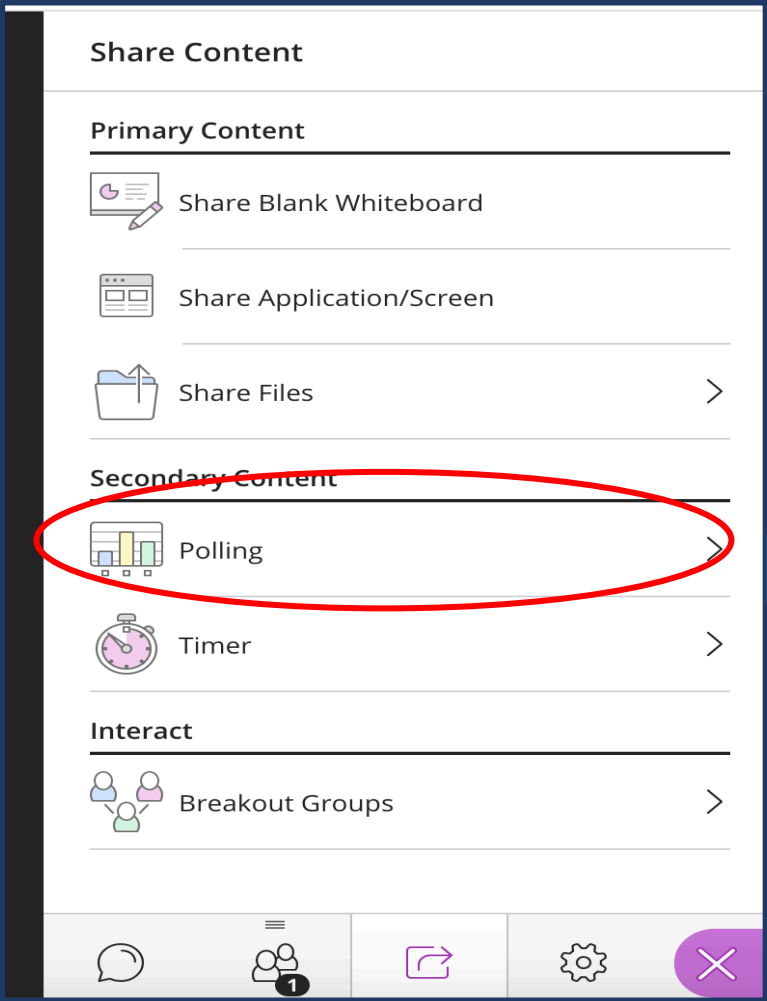 Share Content
Primary Content
Share Blank Whiteboard
Share Application/Screen
Share Files
Secondary Content
Polling
Timer
Interact
Breakout Groups
1